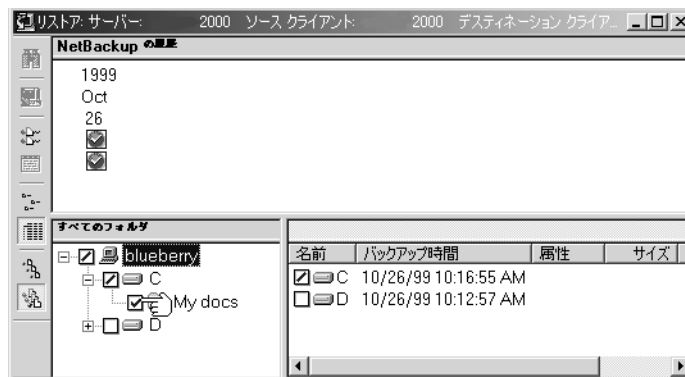 リストア: サーバー: 2000 ソース クライアント: 2000 デスティネーション クライア...
NetBackup の履歴
1999
Oct
26
すべてのフォルダ
blueberry
C
My docs
D
名前 バックアップ時間 属性 サイズ
C 10/26/99 10:16:55 AM
D 10/26/99 10:12:57 AM